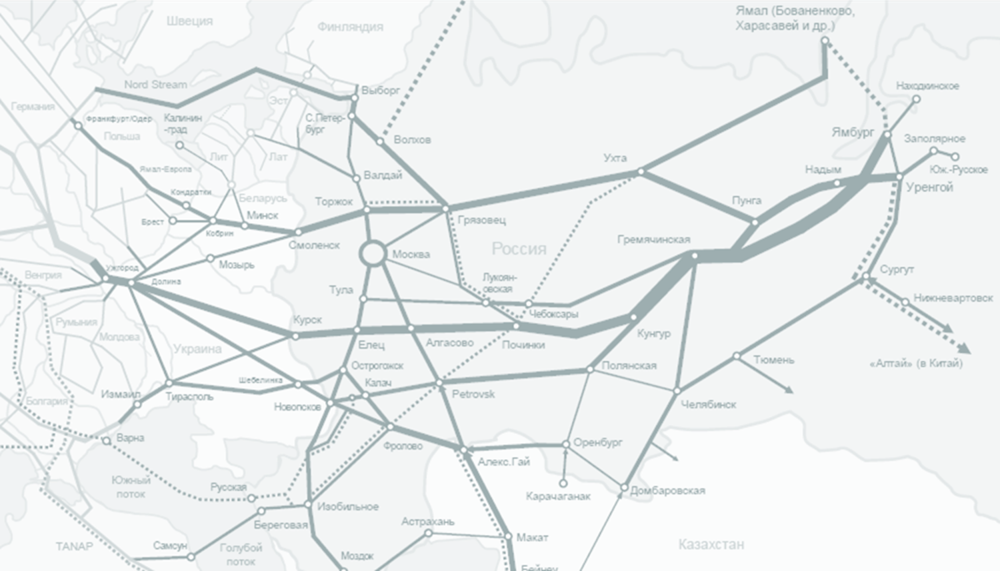 Ямал (Бованенково,
Харасавей и др.)
Швеция
Финляндия
Nord Stream
Выборг
Находкинское
Германия
Эст
Франкфурт/Одер
Калинин
-град
С.Петер-
бург
Польша
Волхов
Ямбург
Заполярное
Лит
Лат
Ухта
Ямал-Европа
Валдай
Надым
Юж.-Русское
Кондратки
Уренгой
Беларусь
Торжок
Пунга
Брест
Минск
Грязовец
Кобрин
Смоленск
Гремячинская
Россия
Москва
Мозырь
Ужгород
Сургут
Венгрия
Долина
Лукоян-
овская
Тула
Нижневартовск
Чебоксары
Румыния
Курск
Кунгур
Молдова
Украина
Елец
Алгасово
Починки
Тюмень
«Алтай» (в Китай)
Острогожск
Полянская
Шебелинка
Калач
Измаил
Тирасполь
Petrovsk
Болгария
Новопсков
Челябинск
Варна
Фролово
Оренбург
Алекс.Гай
Южный
поток
Русская
Карачаганак
Домбаровская
Изобильное
Береговая
Астрахань
Макат
TANAP
Самсун
Голубой
поток
Моздок
Казахстан
Бейнеу